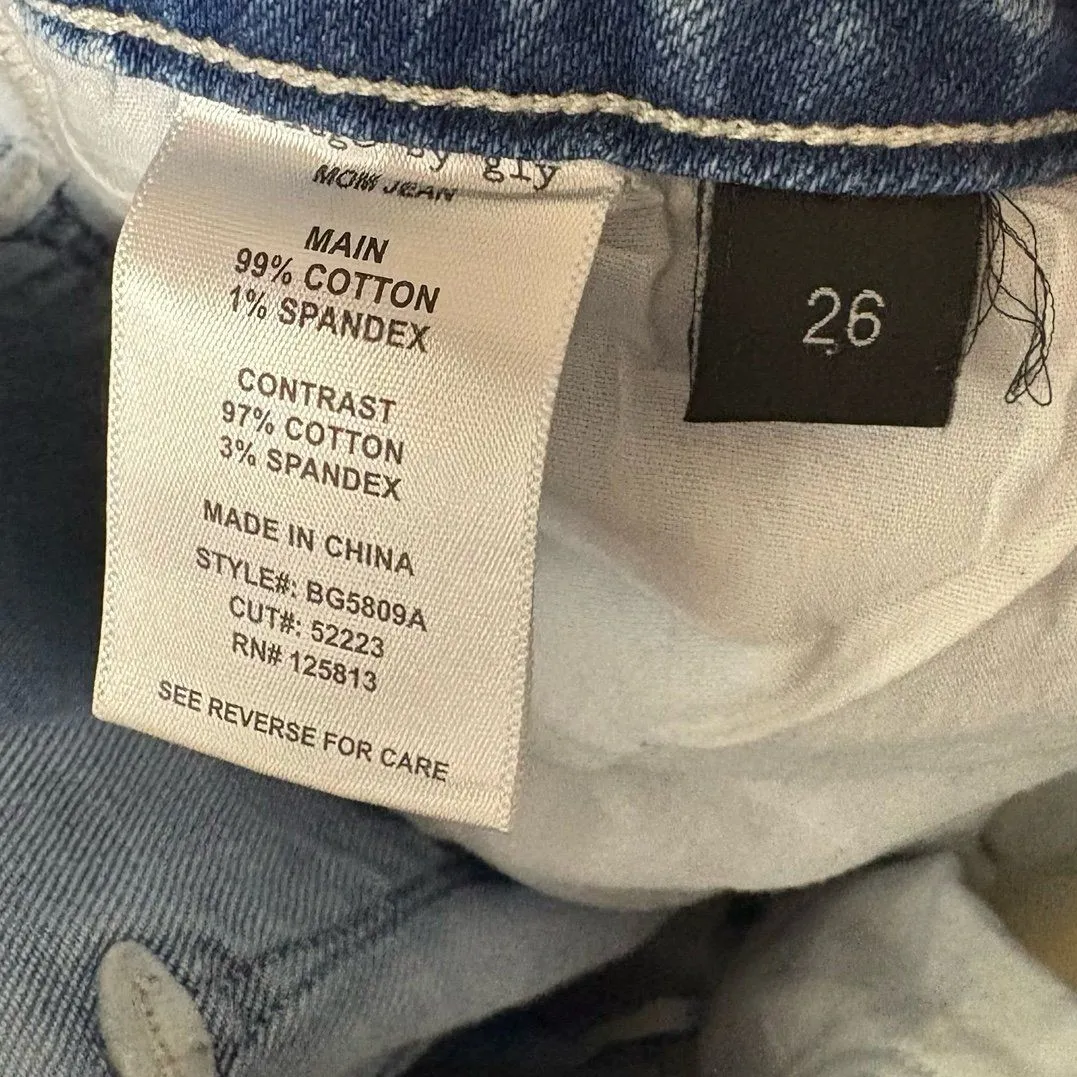 gly
MOM JEAN
MAIN
99% COTTON
1% SPANDEX
CONTRAST
97% COTTON
3% SPANDEX
MADE IN CHINA
STYLE#: BG5809A
CUT#: 52223
RN# 125813
SEE REVERSE FOR CARE
26